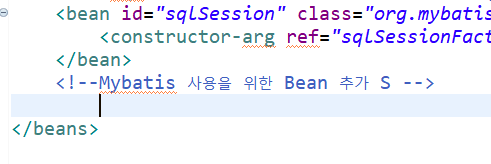 <bean id="sqlSession" class="org.mybatis
<constructor-arg ref="sqlSessionFact
</bean>
<!--Mybatis 사용을 위한 Bean 추가 S -->
</beans>